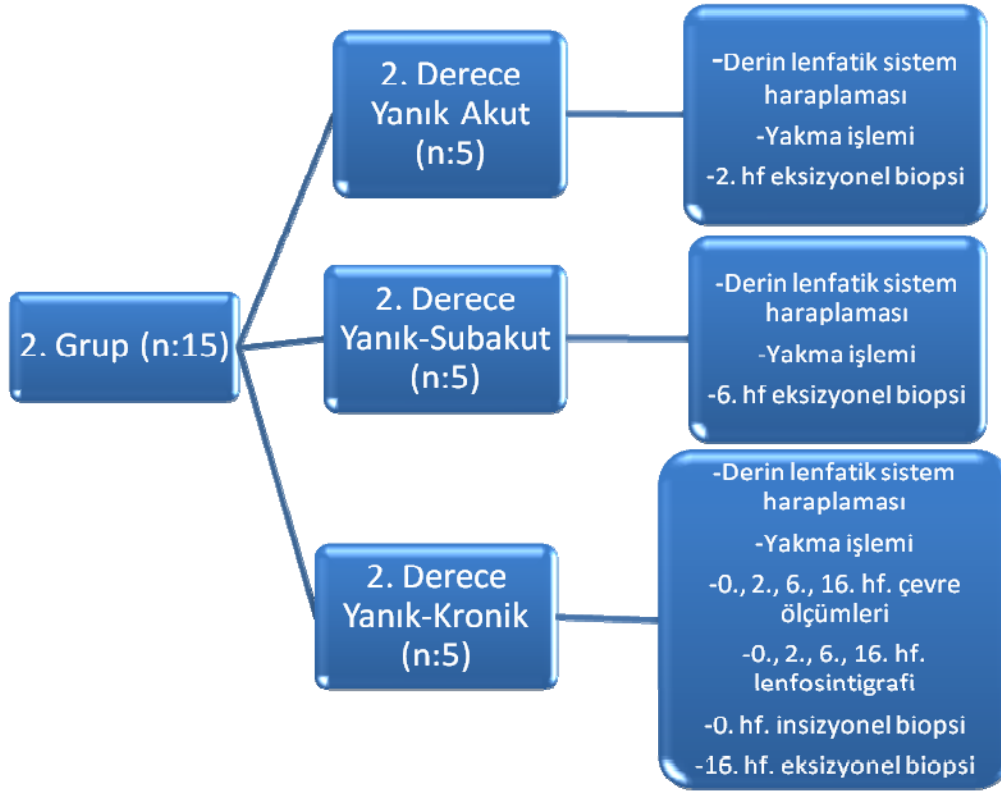 2. Grup (n:15)
2. Derece
Yanık Akut
(n:5)
-Derin lenfatik sistem
haraplaması
-Yakma işlemi
-2. hf eksizyonel biopsi
2. Derece
Yanık-Subakut
(n:5)
-Derin lenfatik sistem
haraplaması
-Yakma işlemi
-6. hf eksizyonel biopsi
2. Derece
Yanık-Kronik
(n:5)
-Derin lenfatik sistem
haraplaması
-Yakma işlemi
-0., 2., 6., 16. hf. çevre
ölçümleri
-0., 2., 6., 16. hf.
lenfosintigrafi
-0. hf. insizyonel biopsi
-16. hf. eksizyonel biopsi